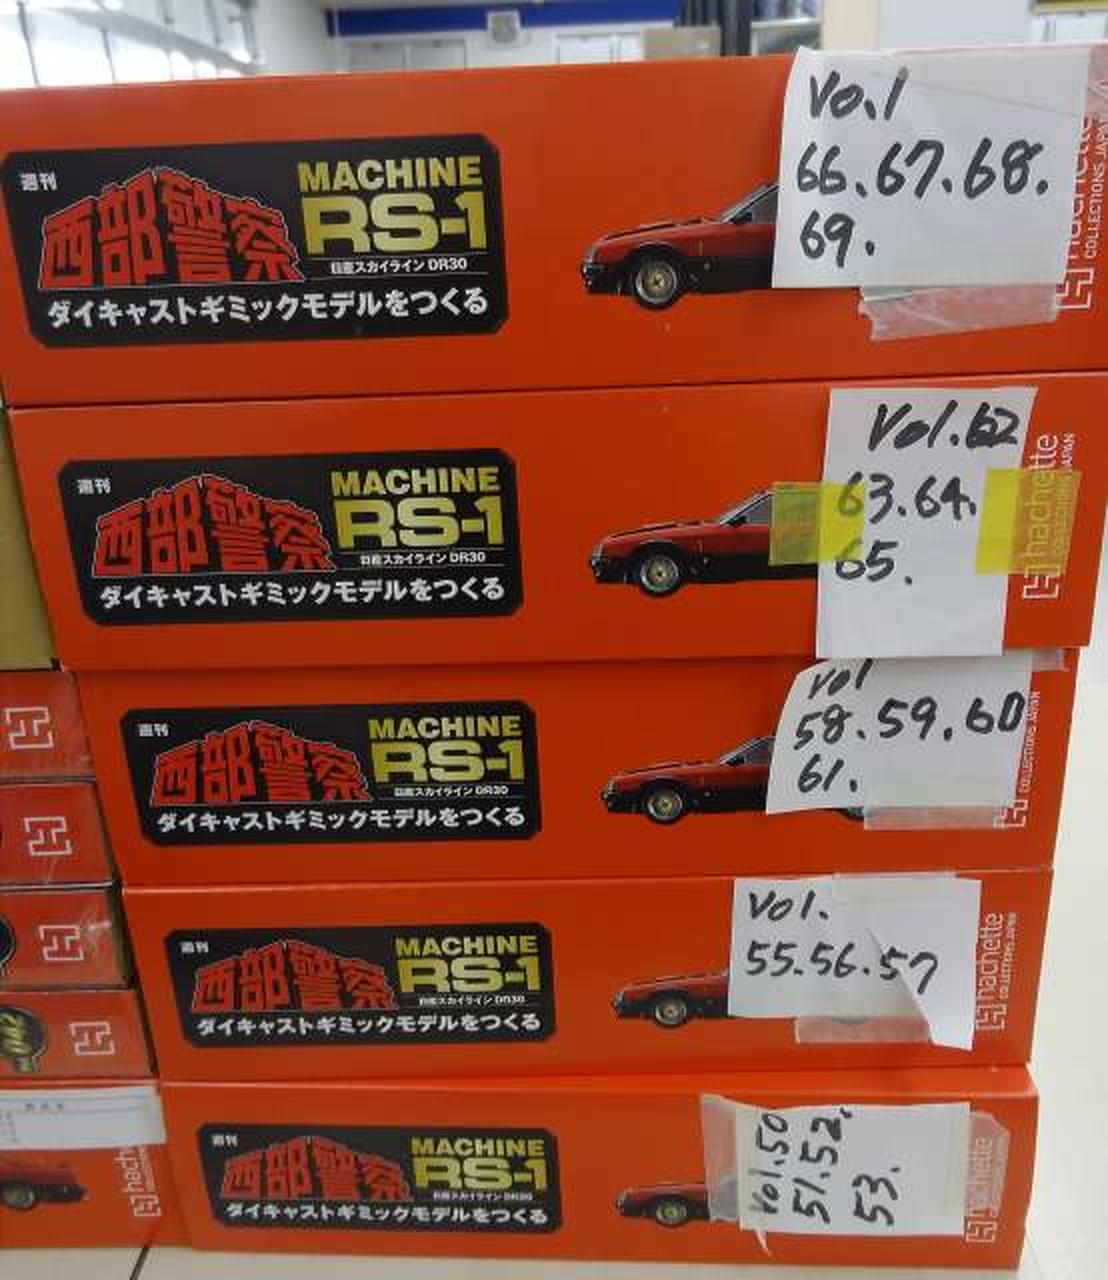 週刊
西部警察
MACHINE
RS-1
日産スカイライン DR30
ダイキャストギミックモデルをつくる
Vo.l
66.67.68.
69.
hachette
COLLECTIONS JAPAN
週刊
西部警察
MACHINE
RS-1
日産スカイライン DR30
ダイキャストギミックモデルをつくる
Vol.62
63.64.
65.
hachette
COLLECTIONS JAPAN
週刊
西部警察
MACHINE
RS-1
日産スカイライン DR30
ダイキャストギミックモデルをつくる
Vol
58.59.60
61.
COLLECTIONS JAPAN
週刊
西部警察
MACHINE
RS-1
日産スカイライン DR30
ダイキャストギミックモデルをつくる
Vol.
55.56.57
hachette
COLLECTIONS JAPAN
週刊
西部警察
MACHINE
RS-1
日産スカイライン DR30
ダイキャストギミックモデルをつくる
Vol.50
51.52.
53.
hachette
hach